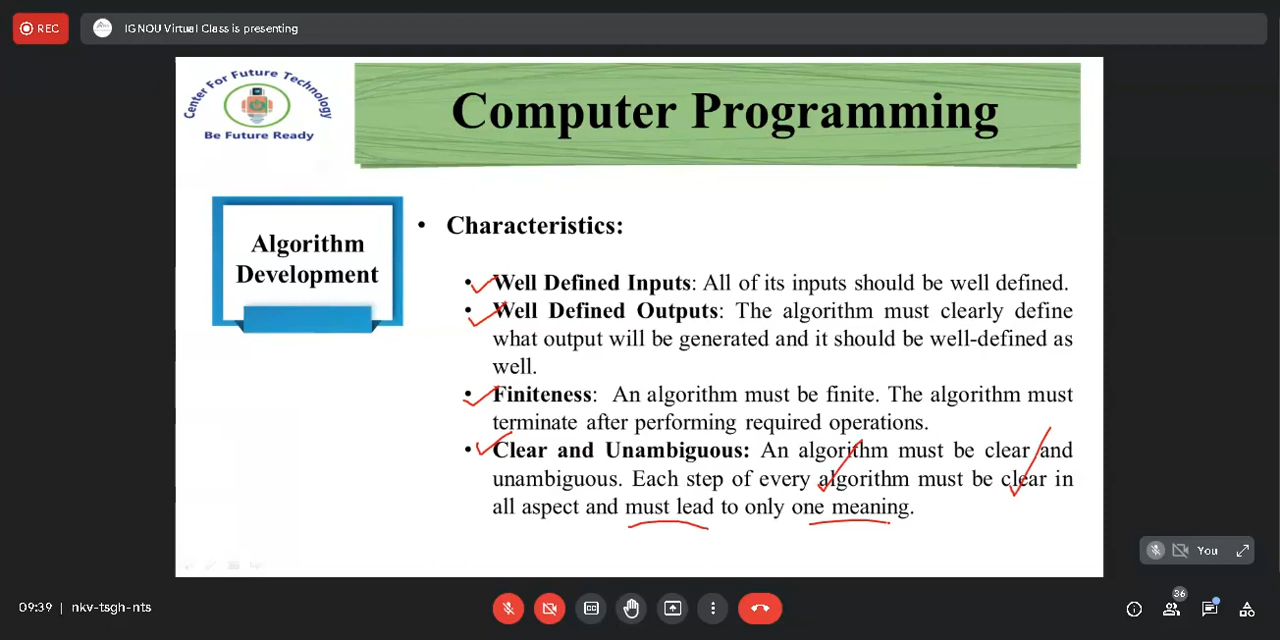 REC
IGNOU Virtual Class is presenting
Center For Future Technology
Be Future Ready
Computer Programming
Algorithm
Development
• Characteristics:
• Well Defined Inputs: All of its inputs should be well defined.
• Well Defined Outputs: The algorithm must clearly define
what output will be generated and it should be well-defined as
well.
• Finiteness: An algorithm must be finite. The algorithm must
terminate after performing required operations.
• Clear and Unambiguous: An algorithm must be clear and
unambiguous. Each step of every algorithm must be clear in
all aspect and must lead to only one meaning.
You
36
09:39 | nkv-tsgh-nts